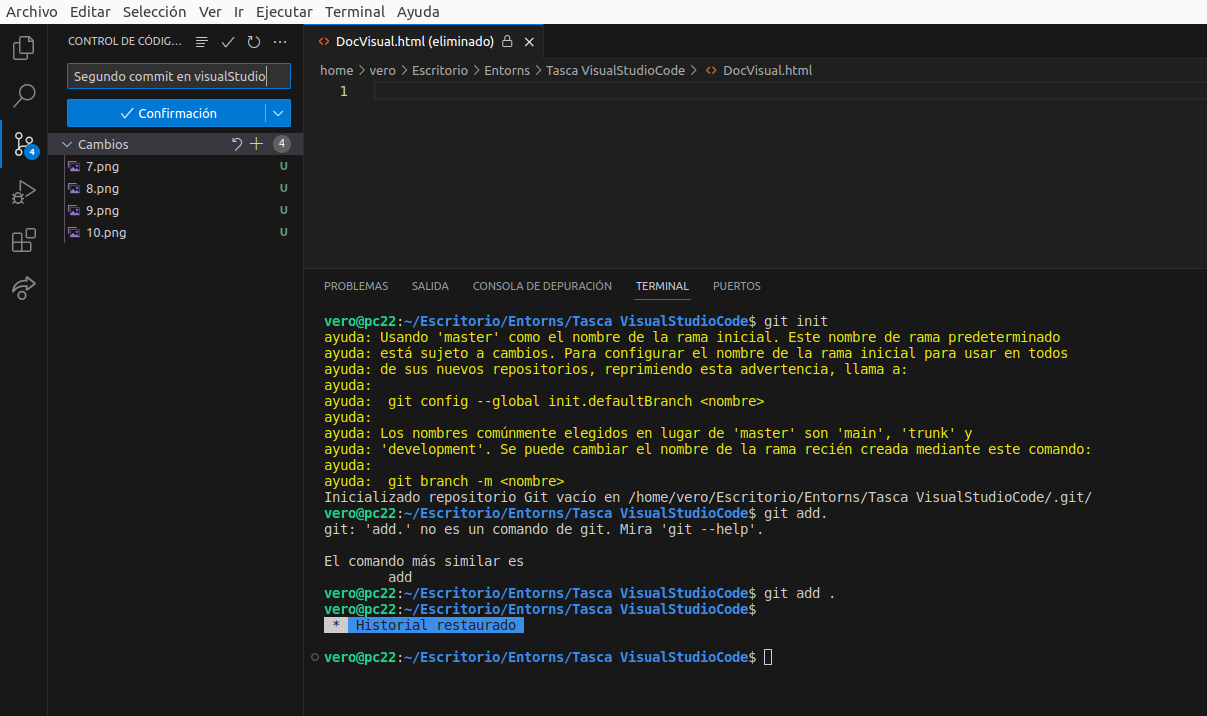 Archivo Editar Selección Ver Ir Ejecutar Terminal Ayuda
CONTROL DE CÓDIG...
Segundo commit en visualStudio
Confirmación
Cambios 4
7.png U
8.png U
9.png U
10.png U
4
DocVisual.html (eliminado)
home > vero > Escritorio > Entorns > Tasca VisualStudioCode > DocVisual.html
1
PROBLEMAS SALIDA CONSOLA DE DEPURACIÓN TERMINAL PUERTOS
vero@pc22:~/Escritorio/Entorns/Tasca VisualStudioCode$ git init
ayuda: Usando 'master' como el nombre de la rama inicial. Este nombre de rama predeterminado
ayuda: está sujeto a cambios. Para configurar el nombre de la rama inicial para usar en todos
ayuda: de sus nuevos repositorios, reprimiendo esta advertencia, llama a:
ayuda:
ayuda:  git config --global init.defaultBranch <nombre>
ayuda:
ayuda: Los nombres comúnmente elegidos en lugar de 'master' son 'main', 'trunk' y
ayuda: 'development'. Se puede cambiar el nombre de la rama recién creada mediante este comando:
ayuda:
ayuda:  git branch -m <nombre>
Inicializado repositorio Git vacío en /home/vero/Escritorio/Entorns/Tasca VisualStudioCode/.git/
vero@pc22:~/Escritorio/Entorns/Tasca VisualStudioCode$ git add.
git: 'add.' no es un comando de git. Mira 'git --help'.
El comando más similar es
add
vero@pc22:~/Escritorio/Entorns/Tasca VisualStudioCode$ git add .
vero@pc22:~/Escritorio/Entorns/Tasca VisualStudioCode$
* Historial restaurado
vero@pc22:~/Escritorio/Entorns/Tasca VisualStudioCode$